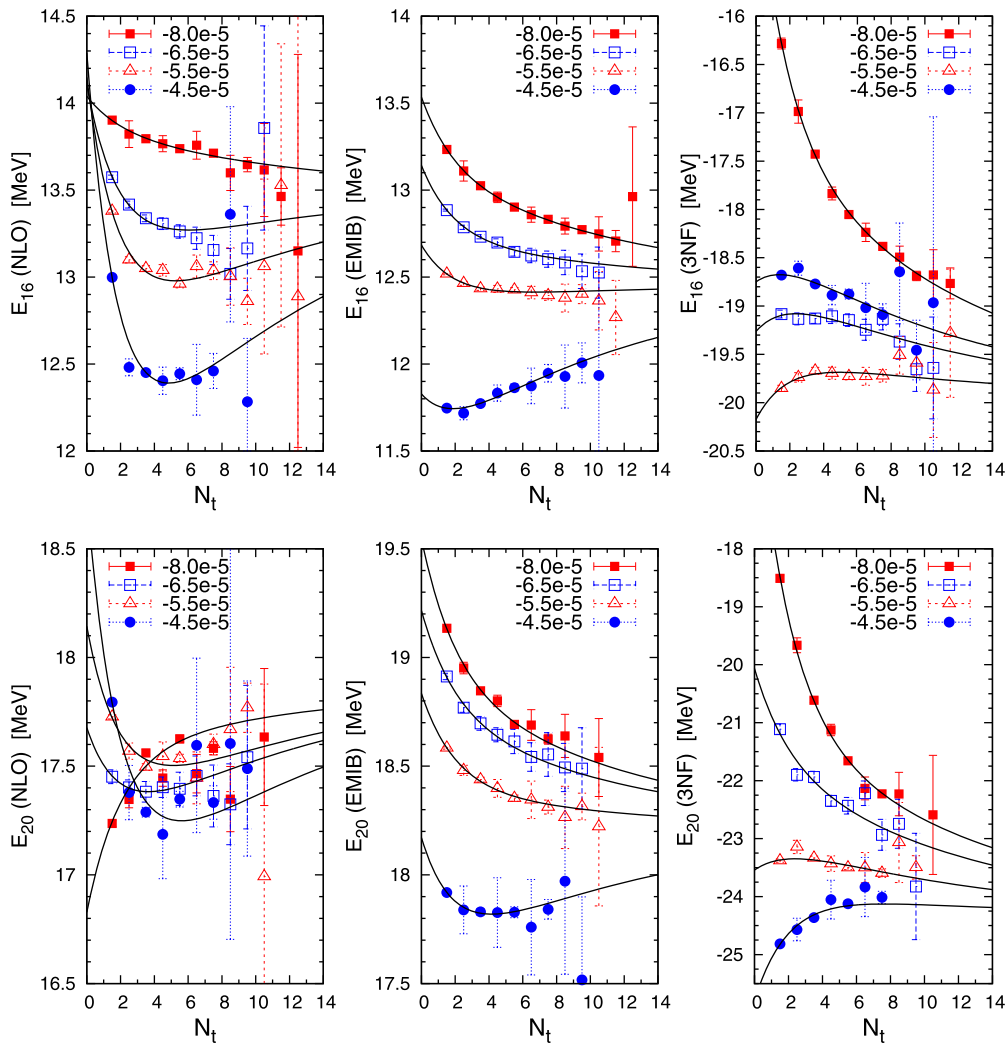 E16 (NLO) [MeV]
14.5
14
13.5
13
12.5
12
-8.0e-5
-6.5e-5
-5.5e-5
-4.5e-5
0 2 4 6 8 10 12 14
Nt
E16 (EMIB) [MeV]
14
13.5
13
12.5
12
11.5
-8.0e-5
-6.5e-5
-5.5e-5
-4.5e-5
0 2 4 6 8 10 12 14
Nt
E16 (3NF) [MeV]
-16
-16.5
-17
-17.5
-18
-18.5
-19
-19.5
-20
-20.5
-8.0e-5
-6.5e-5
-5.5e-5
-4.5e-5
0 2 4 6 8 10 12 14
Nt
E20 (NLO) [MeV]
18.5
18
17.5
17
16.5
-8.0e-5
-6.5e-5
-5.5e-5
-4.5e-5
0 2 4 6 8 10 12 14
Nt
E20 (EMIB) [MeV]
19.5
19
18.5
18
17.5
-8.0e-5
-6.5e-5
-5.5e-5
-4.5e-5
0 2 4 6 8 10 12 14
Nt
E20 (3NF) [MeV]
-18
-19
-20
-21
-22
-23
-24
-25
-8.0e-5
-6.5e-5
-5.5e-5
-4.5e-5
0 2 4 6 8 10 12 14
Nt